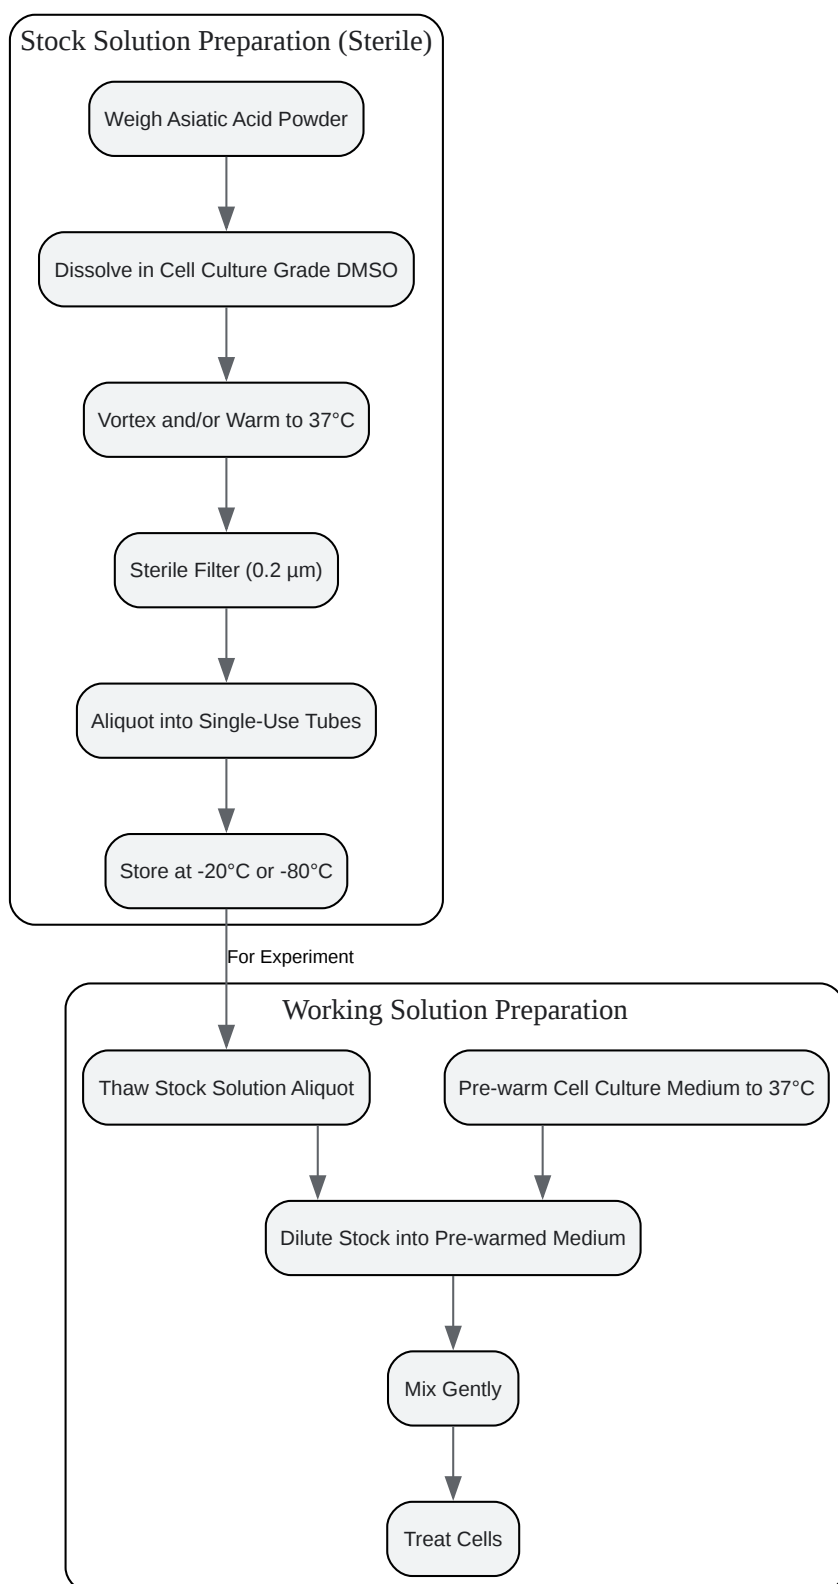 Stock Solution Preparation (Sterile)
Weigh Asiatic Acid Powder
Dissolve in Cell Culture Grade DMSO
Vortex and/or Warm to 37°C
Sterile Filter (0.2 µm)
Aliquot into Single-Use Tubes
Store at -20°C or -80°C
For Experiment
Working Solution Preparation
Thaw Stock Solution Aliquot
Pre-warm Cell Culture Medium to 37°C
Dilute Stock into Pre-warmed Medium
Mix Gently
Treat Cells